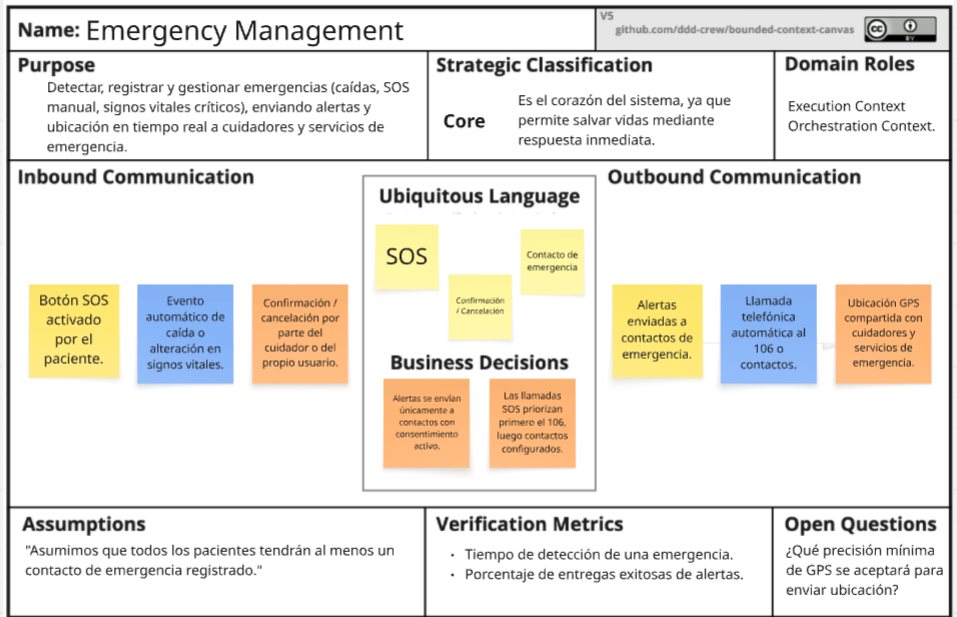 Name: Emergency Management
V5
github.com/ddd-crew/bounded-context-canvas
cc
BY
Purpose
Detectar, registrar y gestionar emergencias (caídas, SOS
manual, signos vitales críticos), enviando alertas y
ubicación en tiempo real a cuidadores y servicios de
emergencia.
Strategic Classification
Core
Es el corazón del sistema, ya que
permite salvar vidas mediante
respuesta inmediata.
Domain Roles
Execution Context
Orchestration Context.
Inbound Communication
Botón SOS
activado
por el
paciente.
Evento
automático de
caída o
alteración en
signos vitales.
Confirmación /
cancelación por
parte del
cuidador o del
propio usuario.
Ubiquitous Language
SOS
Contacto de
emergencia
Confirmación
/ Cancelación
Business Decisions
Alertas se envían
únicamente a
contactos con
consentimiento
activo.
Las llamadas
SOS priorizan
primero el 106,
luego contactos
configurados.
Outbound Communication
Alertas
enviadas a
contactos de
emergencia.
Llamada
telefónica
automática al
106 o
contactos.
Ubicación GPS
compartida con
cuidadores y
servicios de
emergencia.
Assumptions
"Asumimos que todos los pacientes tendrán al menos un
contacto de emergencia registrado."
Verification Metrics
• Tiempo de detección de una emergencia.
• Porcentaje de entregas exitosas de alertas.
Open Questions
¿Qué precisión mínima
de GPS se aceptará para
enviar ubicación?